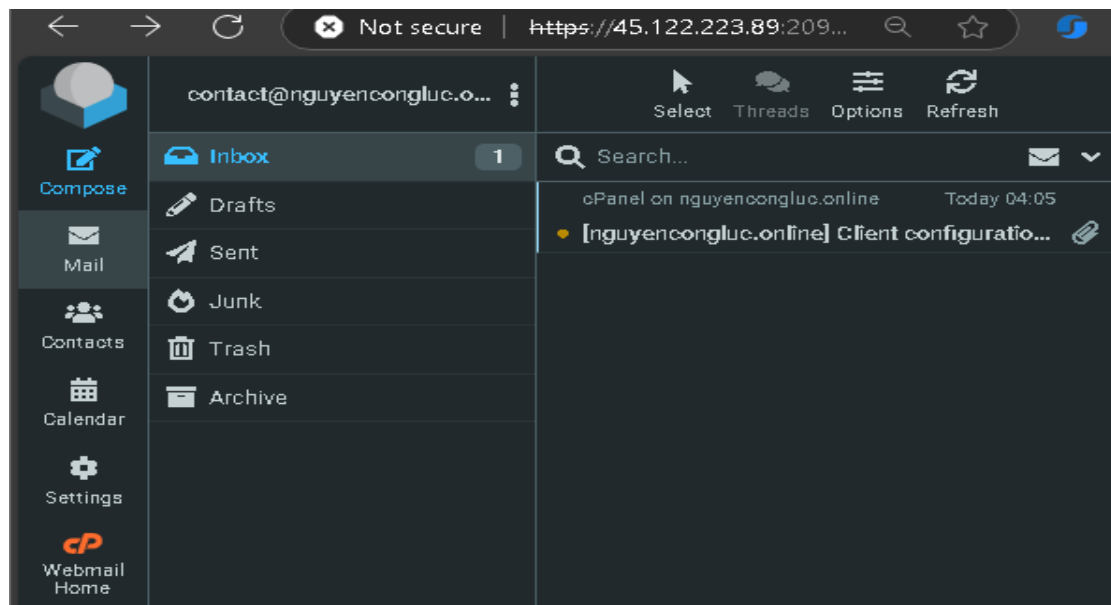 Not secure | https://45.122.223.89:209...
contact@nguyencongluc.o...
Select Threads Options Refresh
Compose
Mail
Contacts
Calendar
Settings
cP
Webmail
Home
Inbox 1
Drafts
Sent
Junk
Trash
Archive
Search...
cPanel on nguyencongluc.online Today 04:05
[nguyencongluc.online] Client configuratio...